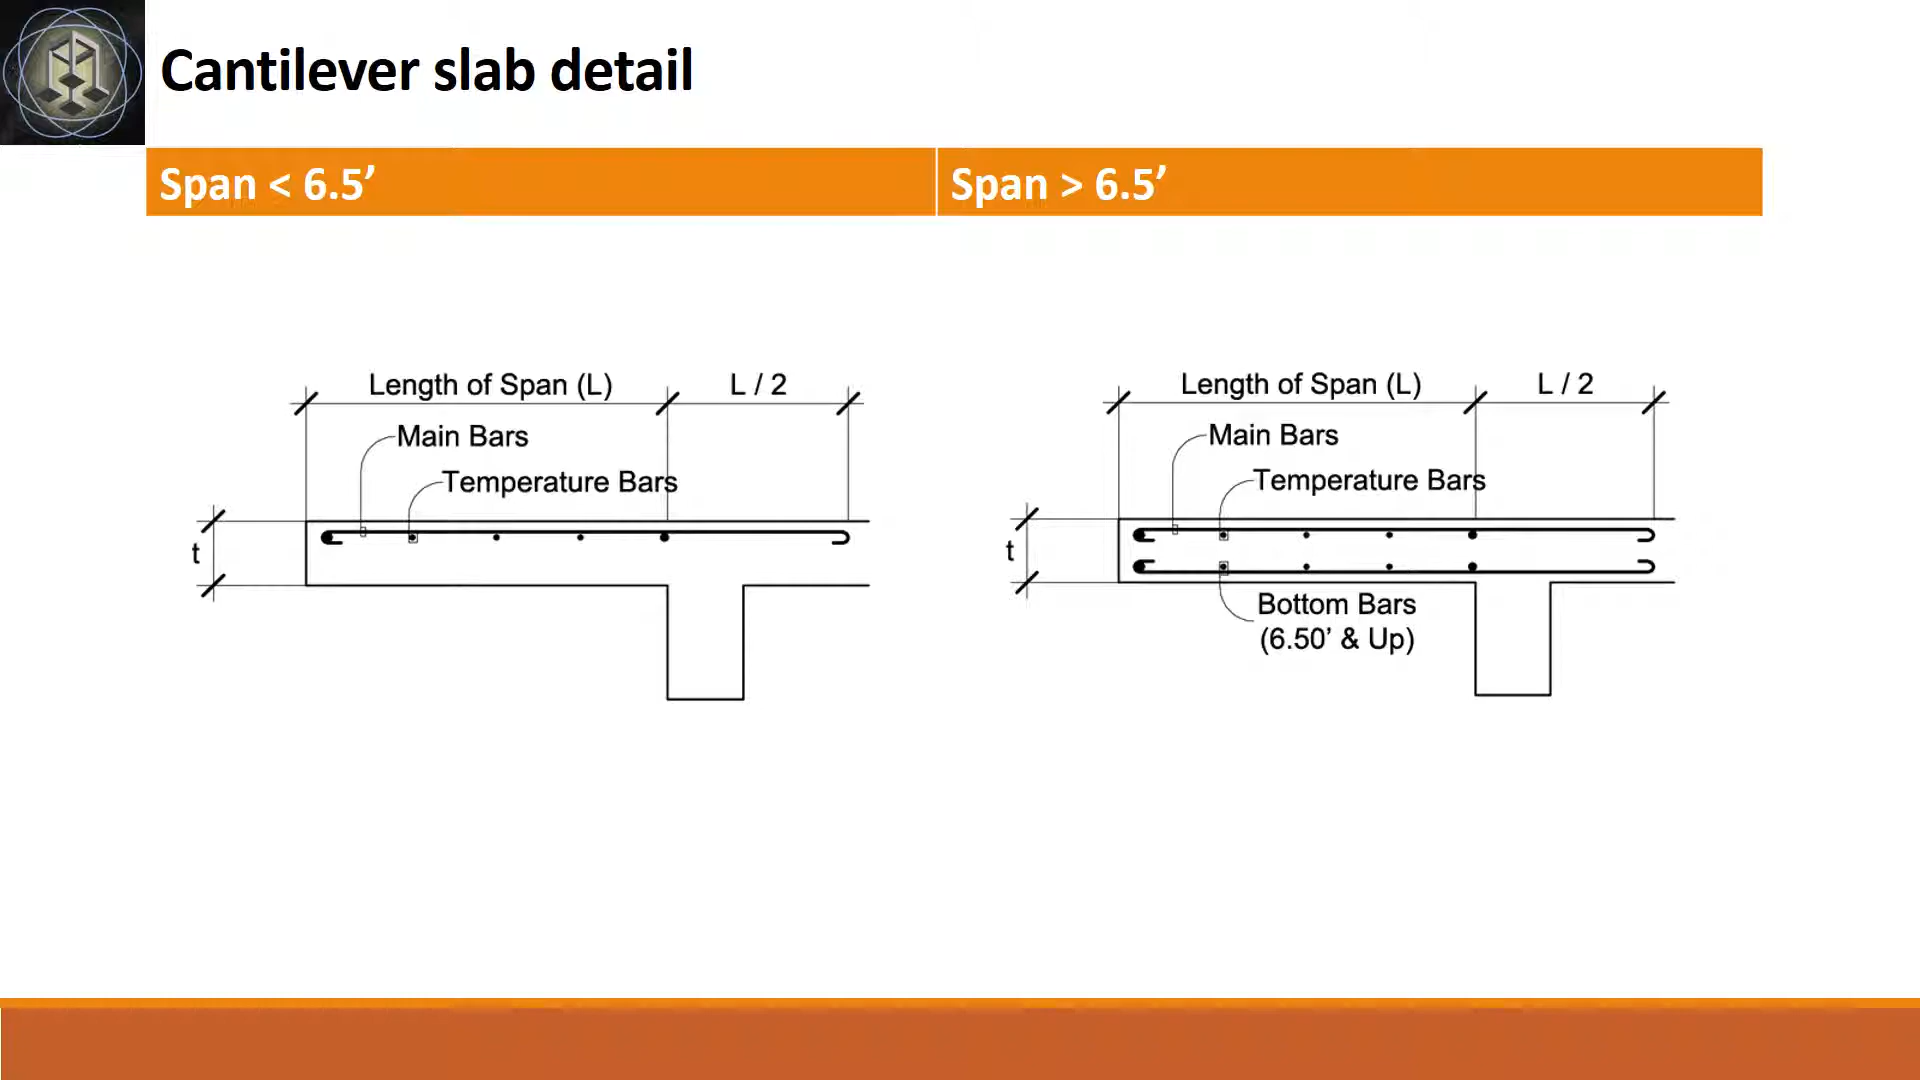 Cantilever slab detail
Span < 6.5’
Span > 6.5’
Length of Span (L)
L / 2
Main Bars
Temperature Bars
t
Length of Span (L)
L / 2
Main Bars
Temperature Bars
t
Bottom Bars
(6.50’ & Up)